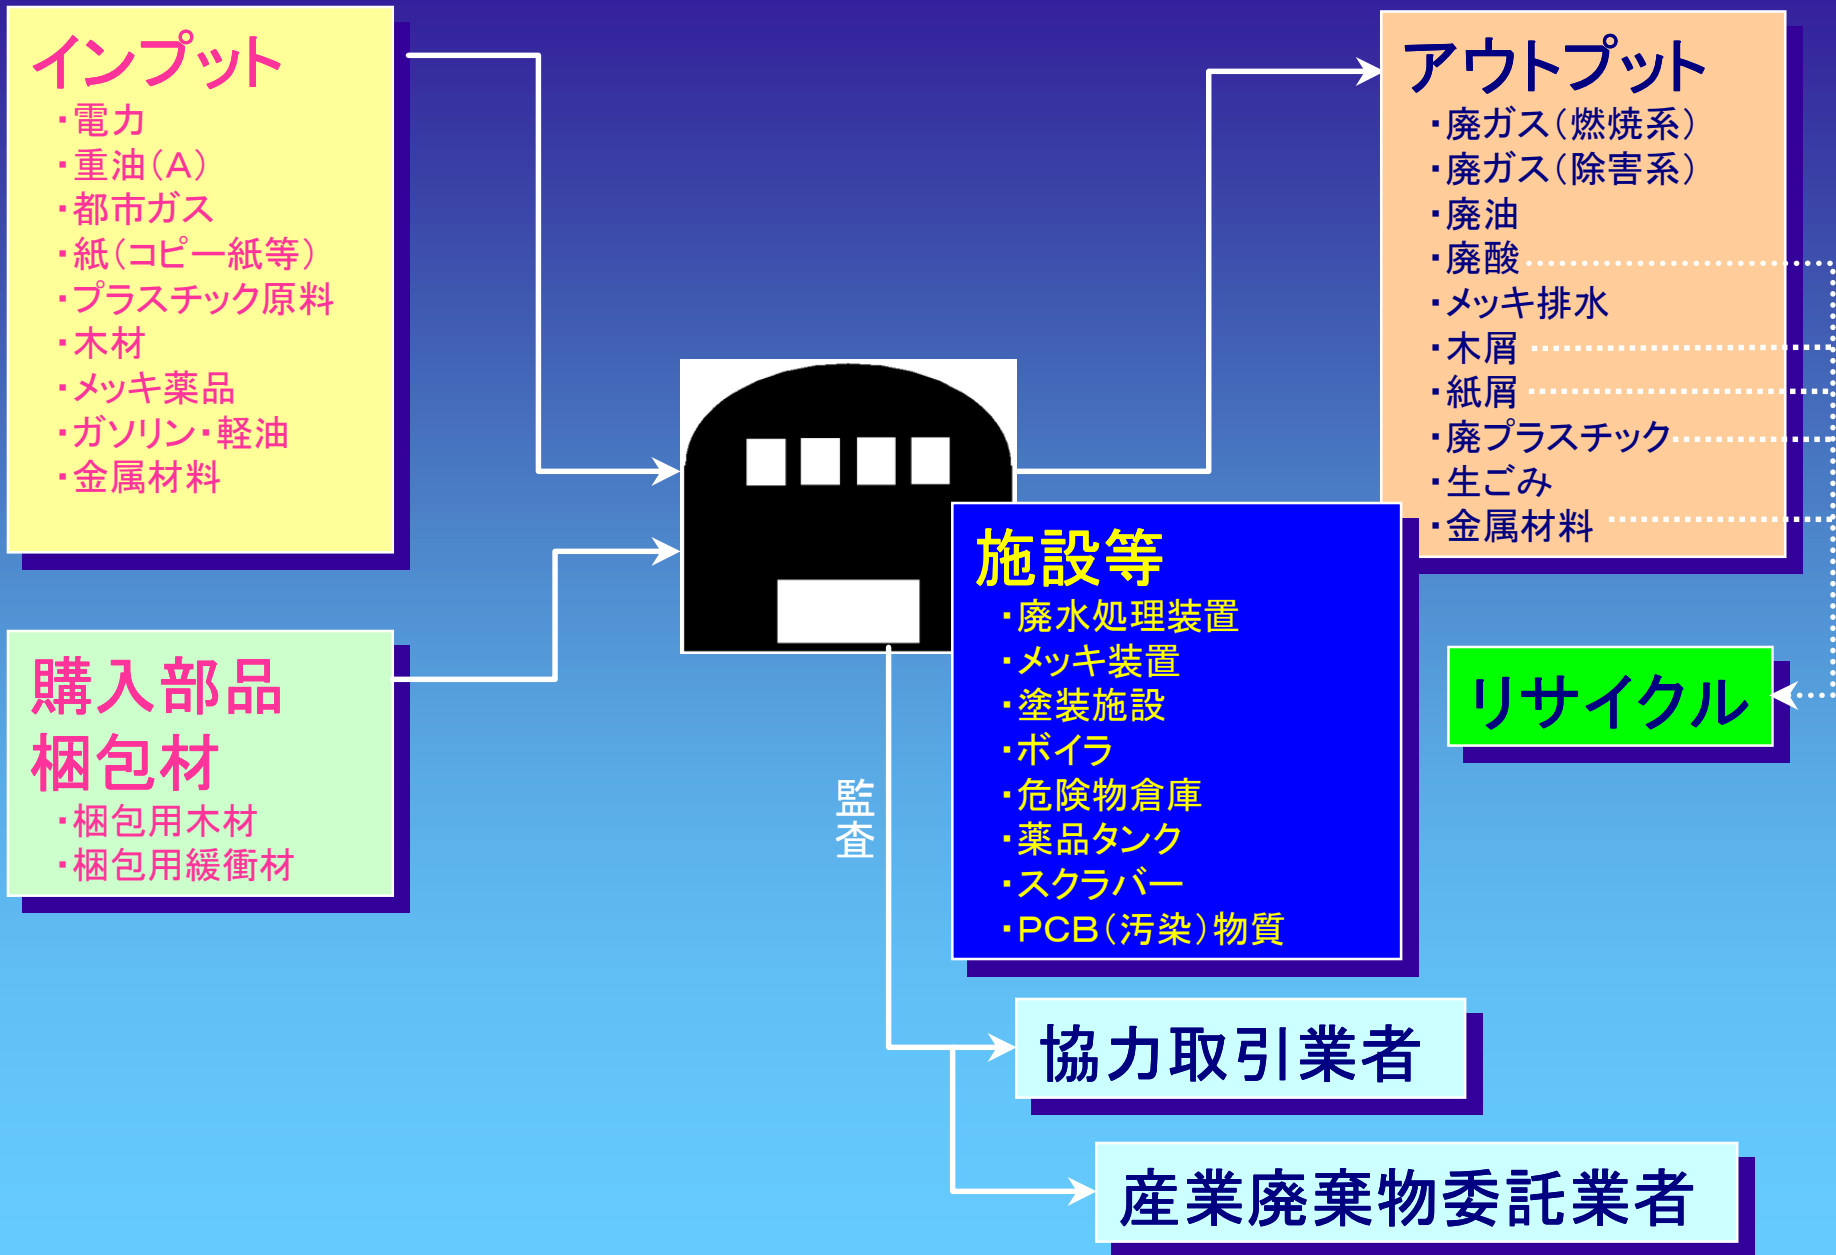 インプット
・電力
・重油(A)
・都市ガス
・紙(コピー紙等)
・プラスチック原料
・木材
・メッキ薬品
・ガソリン・軽油
・金属材料
購入部品
梱包材
・梱包用木材
・梱包用緩衝材
アウトプット
・廃ガス(燃焼系)
・廃ガス(除害系)
・廃油
・廃酸
・メッキ排水
・木屑
・紙屑
・廃プラスチック
・生ごみ
・金属材料
施設等
・廃水処理装置
・メッキ装置
・塗装施設
・ボイラ
・危険物倉庫
・薬品タンク
・スクラバー
・PCB(汚染)物質
リサイクル
監査
協力取引業者
産業廃棄物委託業者